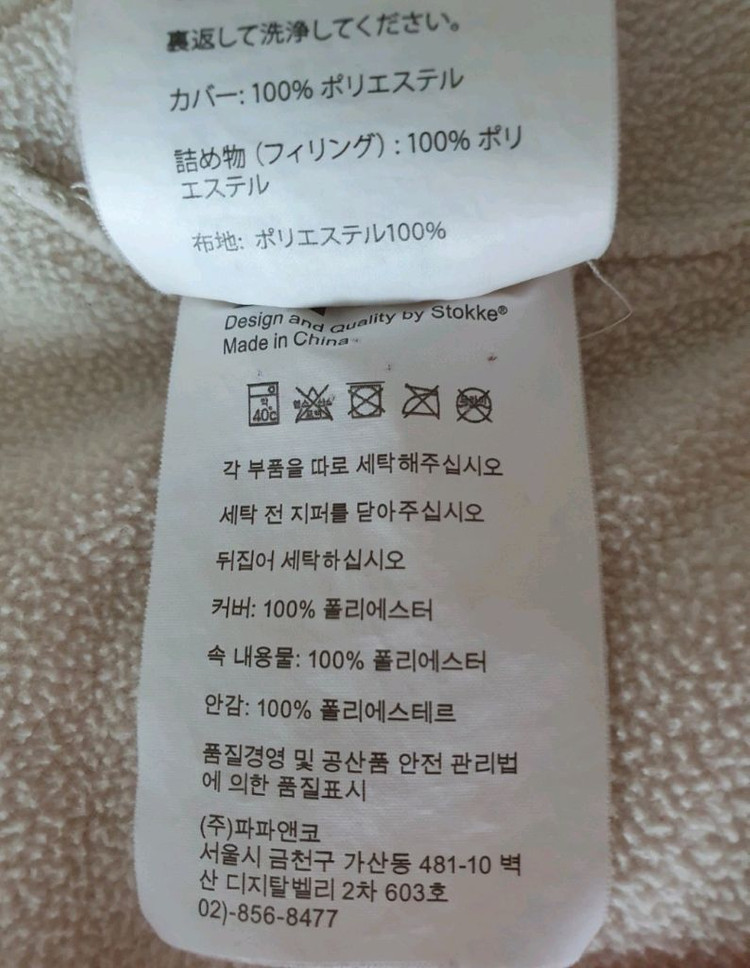 裏返して洗浄してください。
カバー: 100% ポリエステル
詰め物 (フィリング) : 100% ポリ
エステル
布地: ポリエステル100%
Design and Quality by Stokke®
Made in China
약
40℃
각 부품을 따로 세탁해주십시오
세탁 전 지퍼를 닫아주십시오
뒤집어 세탁하십시오
커버: 100% 폴리에스터
속 내용물: 100% 폴리에스터
안감: 100% 폴리에스테르
품질경영 및 공산품 안전 관리법
에 의한 품질표시
(주)파파앤코
서울시 금천구 가산동 481-10 벽
산 디지탈벨리 2차 603호
02)-856-8477